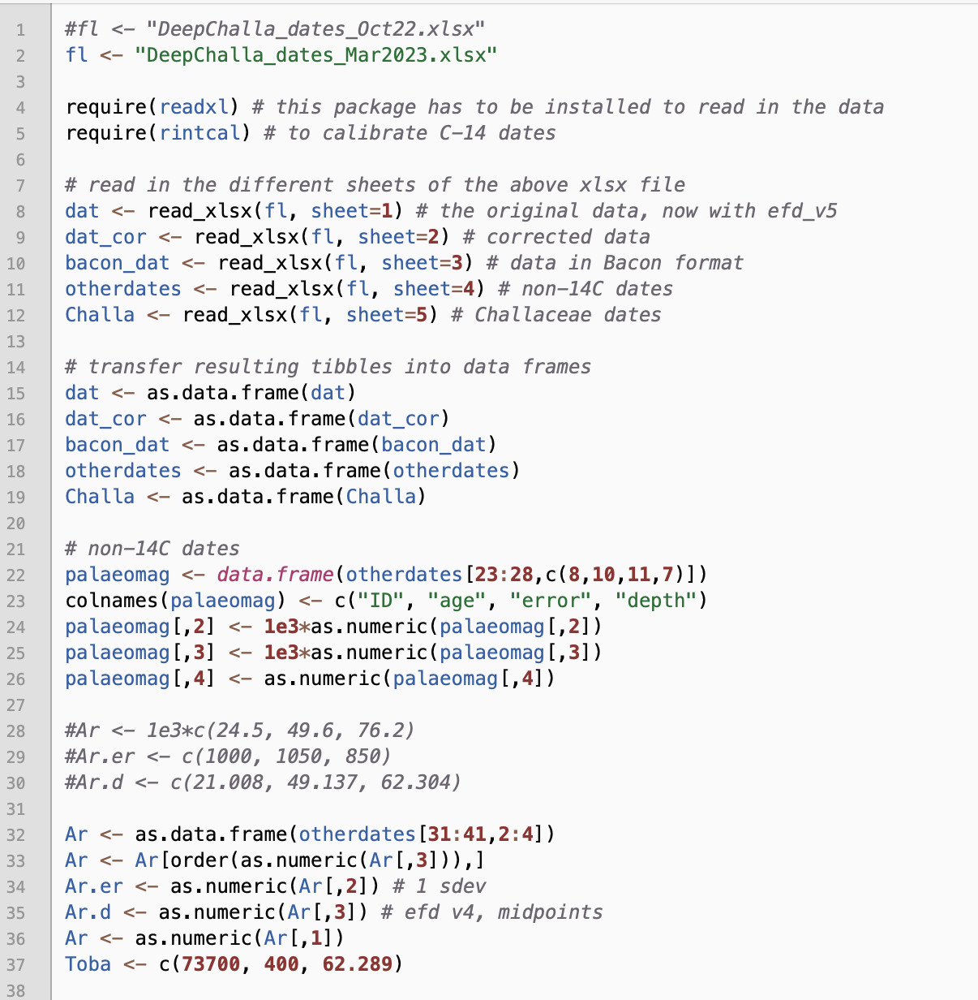 1 #fl <- "DeepChalla_dates_Oct22.xlsx"
2 fl <- "DeepChalla_dates_Mar2023.xlsx"
3
4 require(readxl) # this package has to be installed to read in the data
5 require(rintcal) # to calibrate C-14 dates
6
7 # read in the different sheets of the above xlsx file
8 dat <- read_xlsx(fl, sheet=1) # the original data, now with efd_v5
9 dat_cor <- read_xlsx(fl, sheet=2) # corrected data
10 bacon_dat <- read_xlsx(fl, sheet=3) # data in Bacon format
11 otherdates <- read_xlsx(fl, sheet=4) # non-14C dates
12 Challa <- read_xlsx(fl, sheet=5) # Challaceae dates
13
14 # transfer resulting tibbles into data frames
15 dat <- as.data.frame(dat)
16 dat_cor <- as.data.frame(dat_cor)
17 bacon_dat <- as.data.frame(bacon_dat)
18 otherdates <- as.data.frame(otherdates)
19 Challa <- as.data.frame(Challa)
20
21 # non-14C dates
22 palaeomag <- data.frame(otherdates[23:28,c(8,10,11,7)])
23 colnames(palaeomag) <- c("ID", "age", "error", "depth")
24 palaeomag[,2] <- 1e3*as.numeric(palaeomag[,2])
25 palaeomag[,3] <- 1e3*as.numeric(palaeomag[,3])
26 palaeomag[,4] <- as.numeric(palaeomag[,4])
27
28 #Ar <- 1e3*c(24.5, 49.6, 76.2)
29 #Ar.er <- c(1000, 1050, 850)
30 #Ar.d <- c(21.008, 49.137, 62.304)
31
32 Ar <- as.data.frame(otherdates[31:41,2:4])
33 Ar <- Ar[order(as.numeric(Ar[,3])),]
34 Ar.er <- as.numeric(Ar[,2]) # 1 sdev
35 Ar.d <- as.numeric(Ar[,3]) # efd v4, midpoints
36 Ar <- as.numeric(Ar[,1])
37 Toba <- c(73700, 400, 62.289)
38